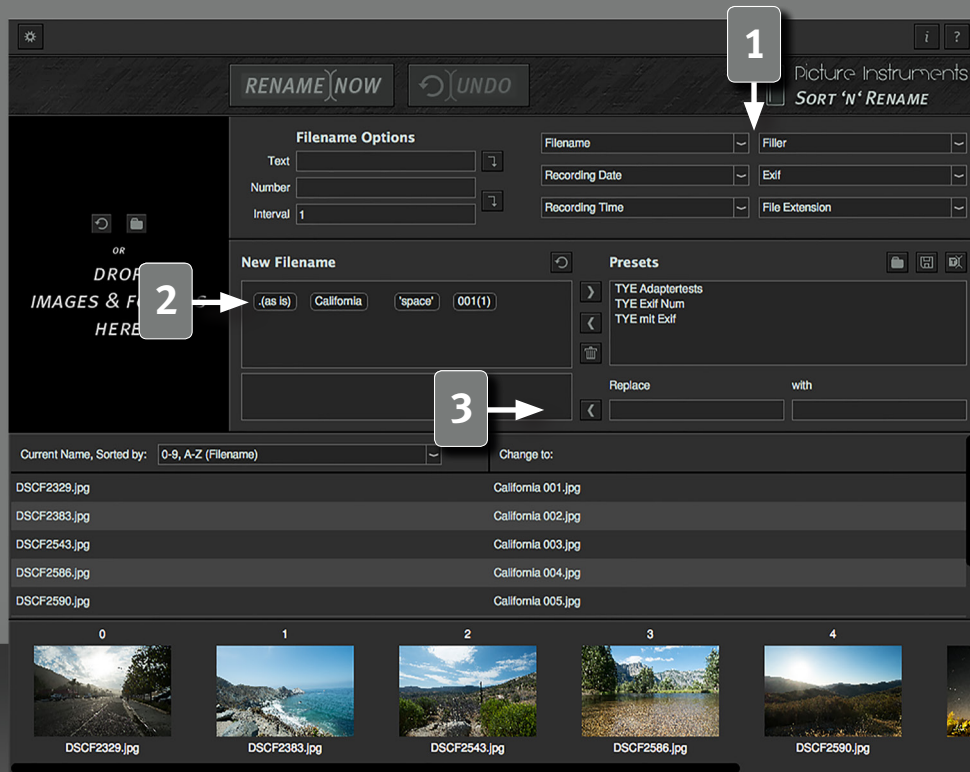 1
i ?
RENAME NOW
UNDO
Picture Instruments
SORT 'N' RENAME
Filename Options
Text
Number
Interval 1
Filename
Filler
Recording Date
Exif
Recording Time
File Extension
OR
DROP
IMAGES & FO S
HERE
2
New Filename
.(as is) California 'space' 001(1)
Presets
TYE Adaptertests
TYE Exif Num
TYE mit Exif
Replace
with
3
Current Name, Sorted by: 0-9, A-Z (Filename)
Change to:
DSCF2329.jpg California 001.jpg
DSCF2383.jpg California 002.jpg
DSCF2543.jpg California 003.jpg
DSCF2586.jpg California 004.jpg
DSCF2590.jpg California 005.jpg
0 1 2 3 4
DSCF2329.jpg DSCF2383.jpg DSCF2543.jpg DSCF2586.jpg DSCF2590.jpg